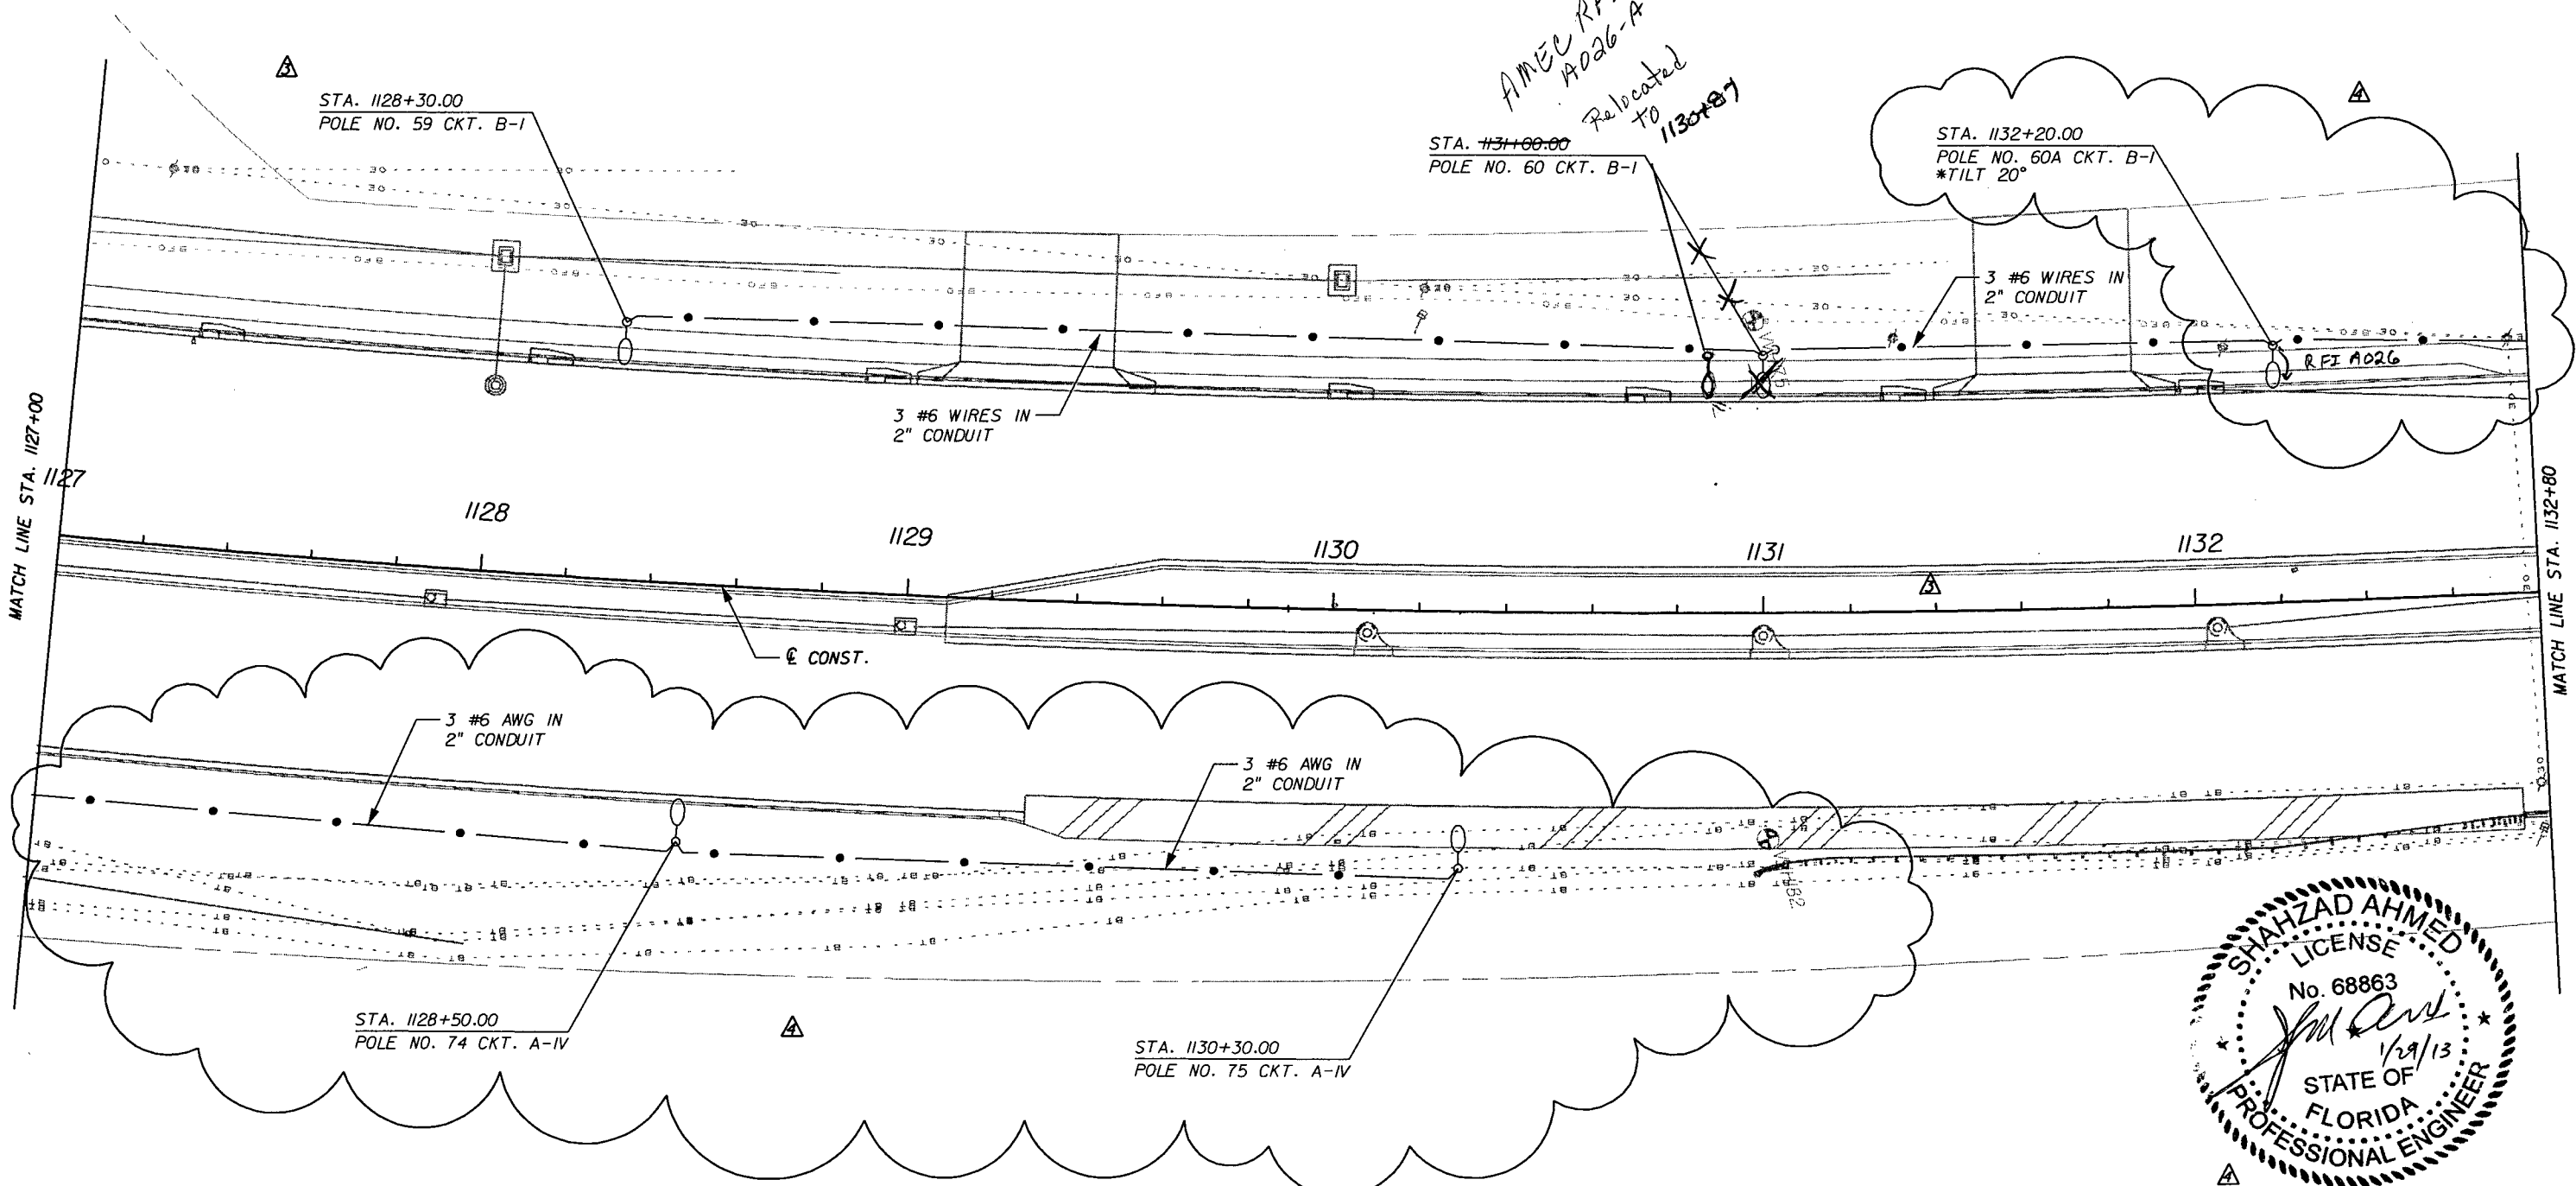 AMEC RFI
A026-A
Relocated
to
1130+87
3
STA. 1128+30.00
POLE NO. 59 CKT. B-1
STA. 1131+00.00
POLE NO. 60 CKT. B-1
4
STA. 1132+20.00
POLE NO. 60A CKT. B-1
*TILT 20°
3 #6 WIRES IN
2" CONDUIT
RFI A026
3 #6 WIRES IN
2" CONDUIT
MATCH LINE STA. 1127+00
1127
1128
1129
1130
1131
1132
3
MATCH LINE STA. 1132+80
℄ CONST.
3 #6 AWG IN
2" CONDUIT
3 #6 AWG IN
2" CONDUIT
STA. 1128+50.00
POLE NO. 74 CKT. A-IV
4
STA. 1130+30.00
POLE NO. 75 CKT. A-IV
SHAHZAD AHMED
LICENSE
No. 68863
1/29/13
STATE OF
FLORIDA
PROFESSIONAL ENGINEER
4